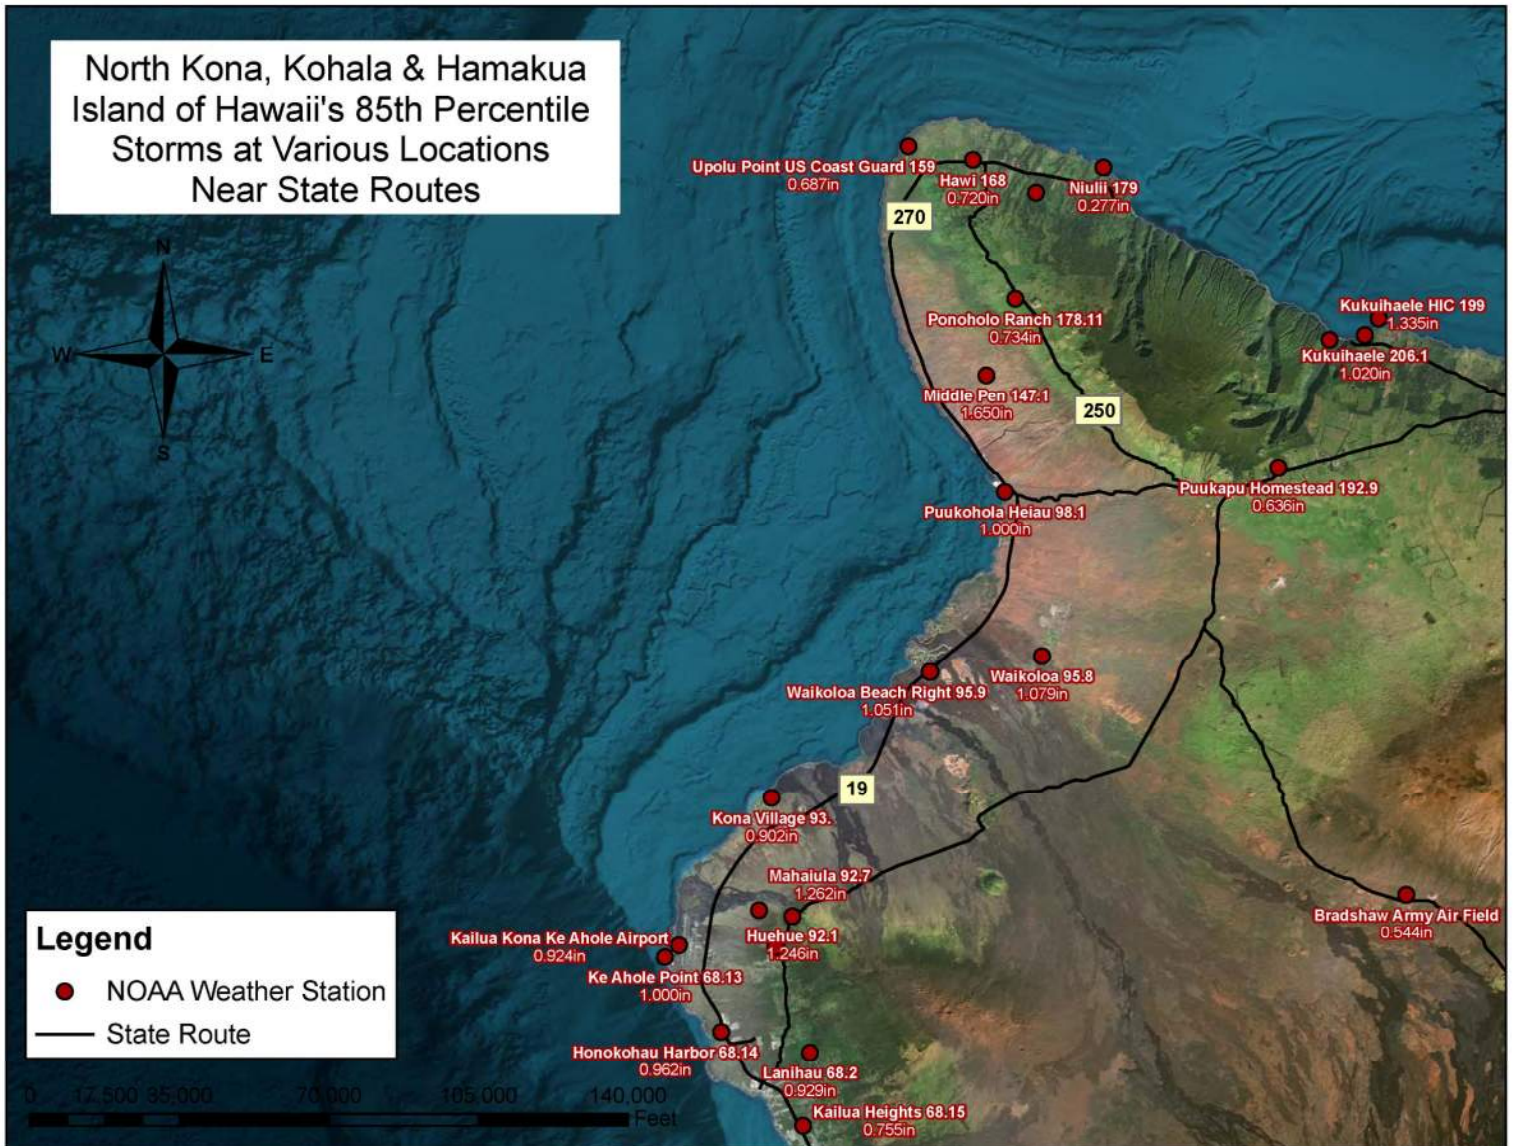 North Kona, Kohala & Hamakua
Island of Hawaii's 85th Percentile
Storms at Various Locations
Near State Routes
N
W
E
S
Upolu Point US Coast Guard 159
0.687in
Hawi 168
0.720in
Niulii 179
0.277in
270
Ponoholo Ranch 178.11
0.734in
Kukuihaele HIC 199
1.335in
Kukuihaele 206.1
1.020in
Middle Pen 147.1
1.650in
250
Puukapu Homestead 192.9
0.636in
Puukohola Heiau 98.1
1.000in
Waikoloa 95.8
1.079in
Waikoloa Beach Right 95.9
1.051in
19
Kona Village 93.
0.902in
Mahaiula 92.7
1.262in
Bradshaw Army Air Field
0.544in
Kailua Kona Ke Ahole Airport
0.924in
Huehue 92.1
1.246in
Ke Ahole Point 68.13
1.000in
Honokohau Harbor 68.14
0.962in
Lanihau 68.2
0.929in
Kailua Heights 68.15
0.755in
Legend
NOAA Weather Station
State Route
0 17,500 35,000 70,000 105,000 140,000
Feet